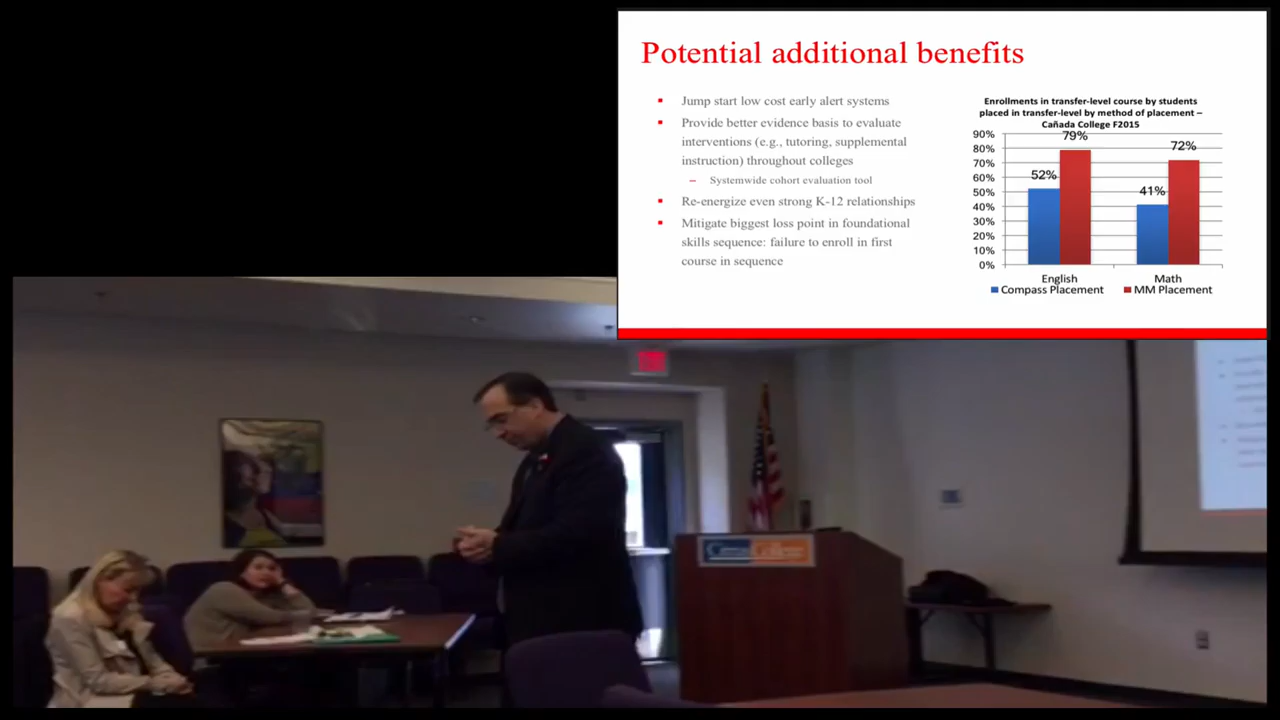 Potential additional benefits
Jump start low cost early alert systems
Provide better evidence basis to evaluate
interventions (e.g., tutoring, supplemental
instruction) throughout colleges
– Systemwide cohort evaluation tool
Re-energize even strong K-12 relationships
Mitigate biggest loss point in foundational
skills sequence: failure to enroll in first
course in sequence
Enrollments in transfer-level course by students
placed in transfer-level by method of placement –
Cañada College F2015
90%
80%
70%
60%
50%
40%
30%
20%
10%
0%
52%
79%
41%
72%
English
Math
Compass Placement
MM Placement
Cañada College